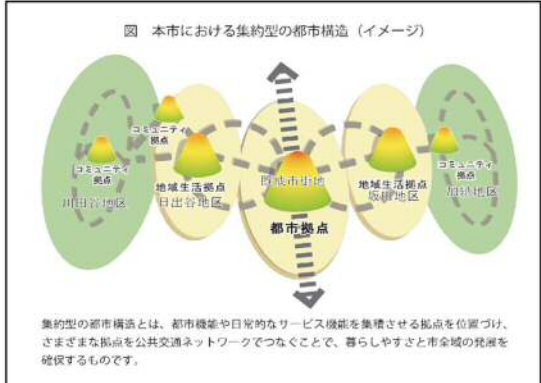 図 本市における集約型の都市構造（イメージ）
コミュニティ
拠点
コミュニティ
拠点
川田谷地区
地域生活拠点
日出谷地区
既成市街地
都市拠点
地域生活拠点
坂田地区
コミュニティ
拠点
加納地区
集約型の都市構造とは、都市機能や日常的なサービス機能を集積させる拠点を位置づけ、
さまざまな拠点を公共交通ネットワークでつなぐことで、暮らしやすさと市全域の発展を
確保するものです。